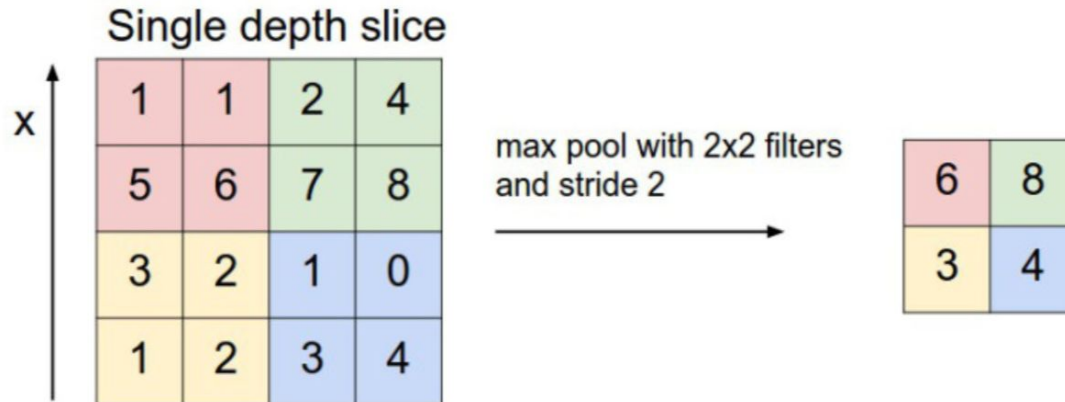 Single depth slice
x
1 1 2 4
5 6 7 8
3 2 1 0
1 2 3 4
max pool with 2x2 filters
and stride 2
6 8
3 4